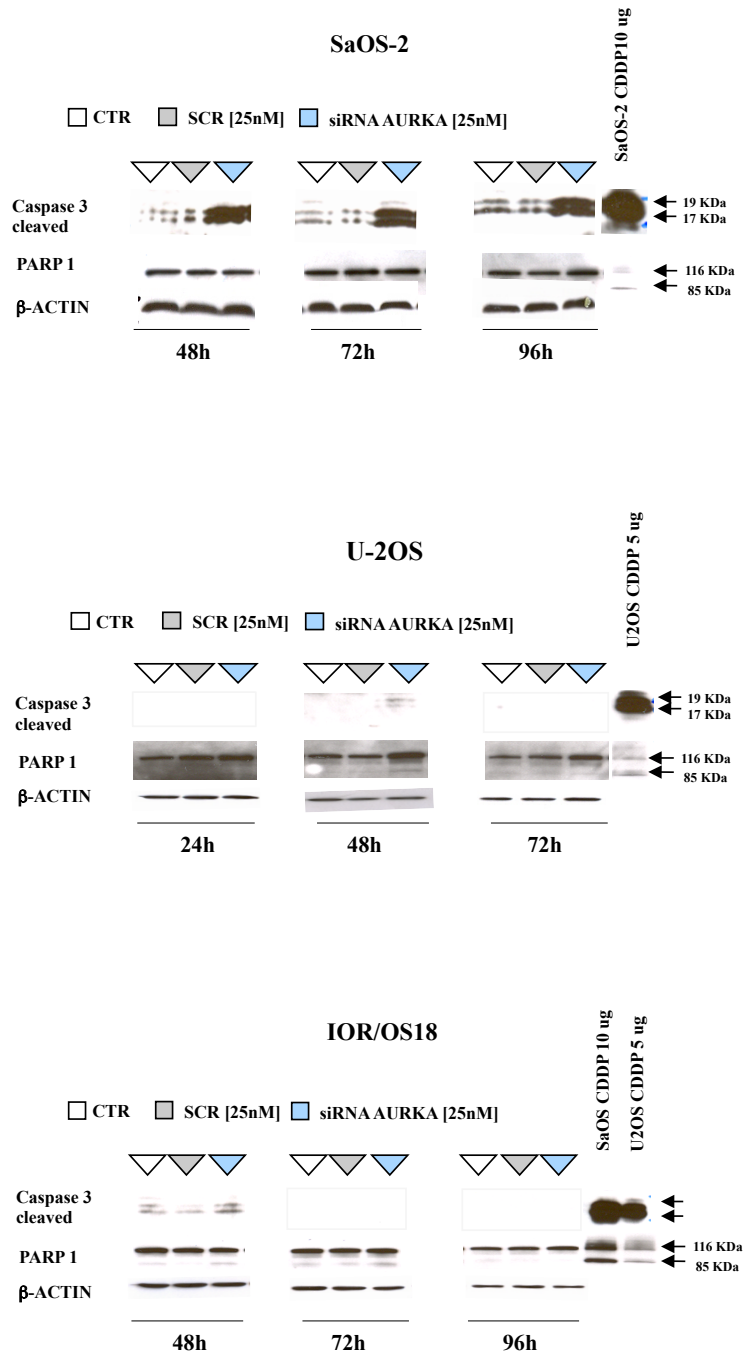 SaOS-2
SaOS-2 CDDP10 ug
CTR SCR [25nM] siRNA AURKA [25nM]
Caspase 3
cleaved
19 KDa
17 KDa
PARP 1
116 KDa
85 KDa
β-ACTIN
48h 72h 96h
U-2OS
U2OS CDDP 5 ug
CTR SCR [25nM] siRNA AURKA [25nM]
Caspase 3
cleaved
19 KDa
17 KDa
PARP 1
116 KDa
85 KDa
β-ACTIN
24h 48h 72h
IOR/OS18
SaOS CDDP 10 ug
U2OS CDDP 5 ug
CTR SCR [25nM] siRNA AURKA [25nM]
Caspase 3
cleaved
PARP 1
116 KDa
85 KDa
β-ACTIN
48h 72h 96h